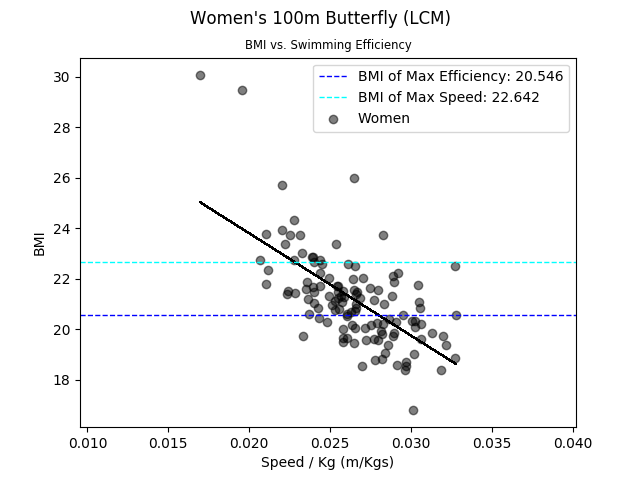 Women's 100m Butterfly (LCM)
BMI vs. Swimming Efficiency
BMI of Max Efficiency: 20.546
BMI of Max Speed: 22.642
Women
30
28
26
24
22
20
18
BMI
0.010 0.015 0.020 0.025 0.030 0.035 0.040
Speed / Kg (m/Kgs)